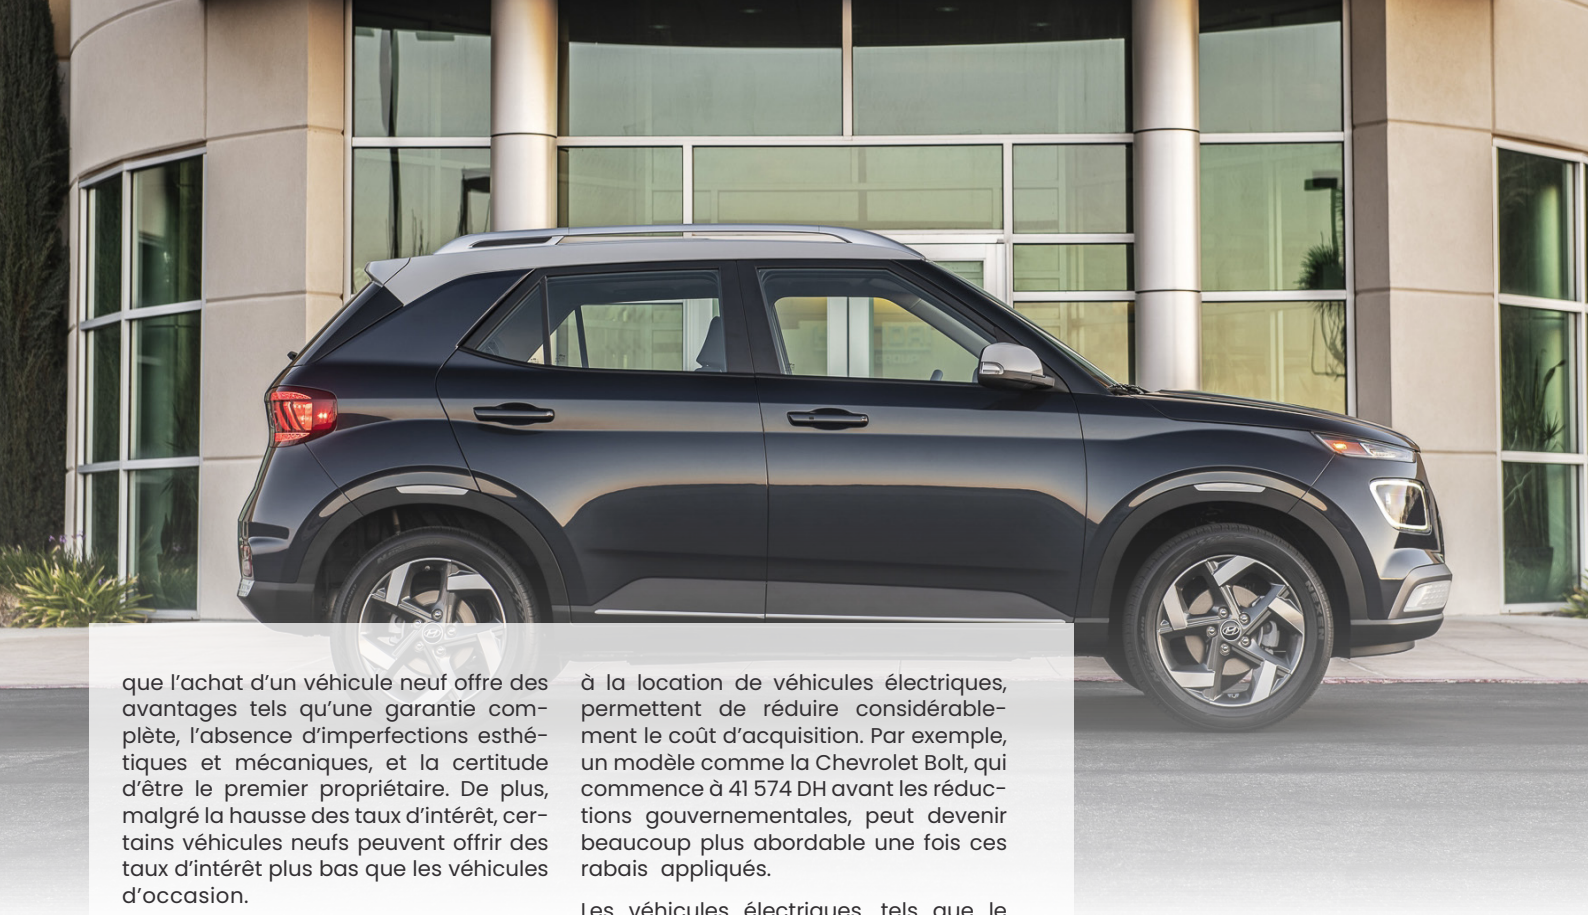 que l’achat d’un véhicule neuf offre des
avantages tels qu’une garantie com-
plète, l’absence d’imperfections esthé-
tiques et mécaniques, et la certitude
d’être le premier propriétaire. De plus,
malgré la hausse des taux d’intérêt, cer-
tains véhicules neufs peuvent offrir des
taux d’intérêt plus bas que les véhicules
d’occasion.
à la location de véhicules électriques,
permettent de réduire considérable-
ment le coût d’acquisition. Par exemple,
un modèle comme la Chevrolet Bolt, qui
commence à 41 574 DH avant les réduc-
tions gouvernementales, peut devenir
beaucoup plus abordable une fois ces
rabais appliqués.
Les véhicules électriques, tels que le